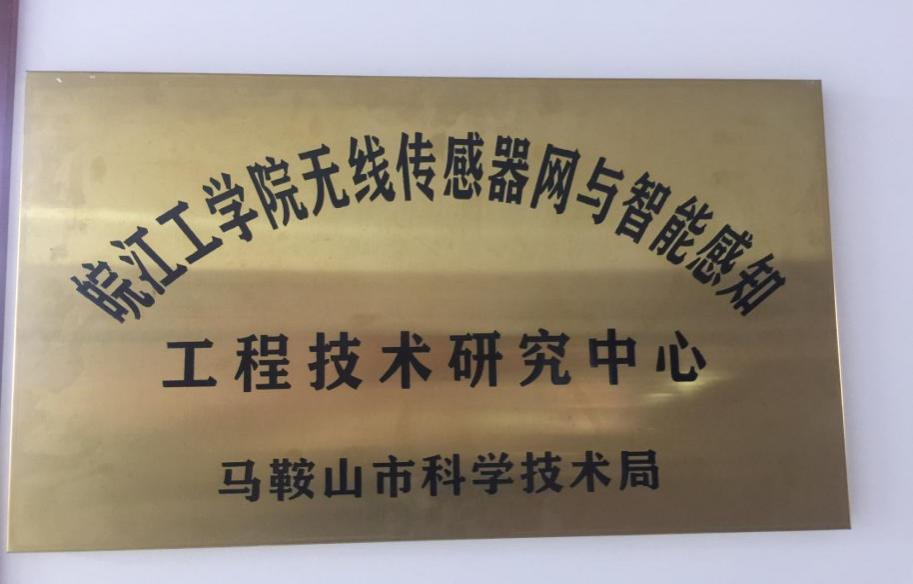 皖江工学院无线传感器网与智能感知
工程技术研究中心
马鞍山市科学技术局